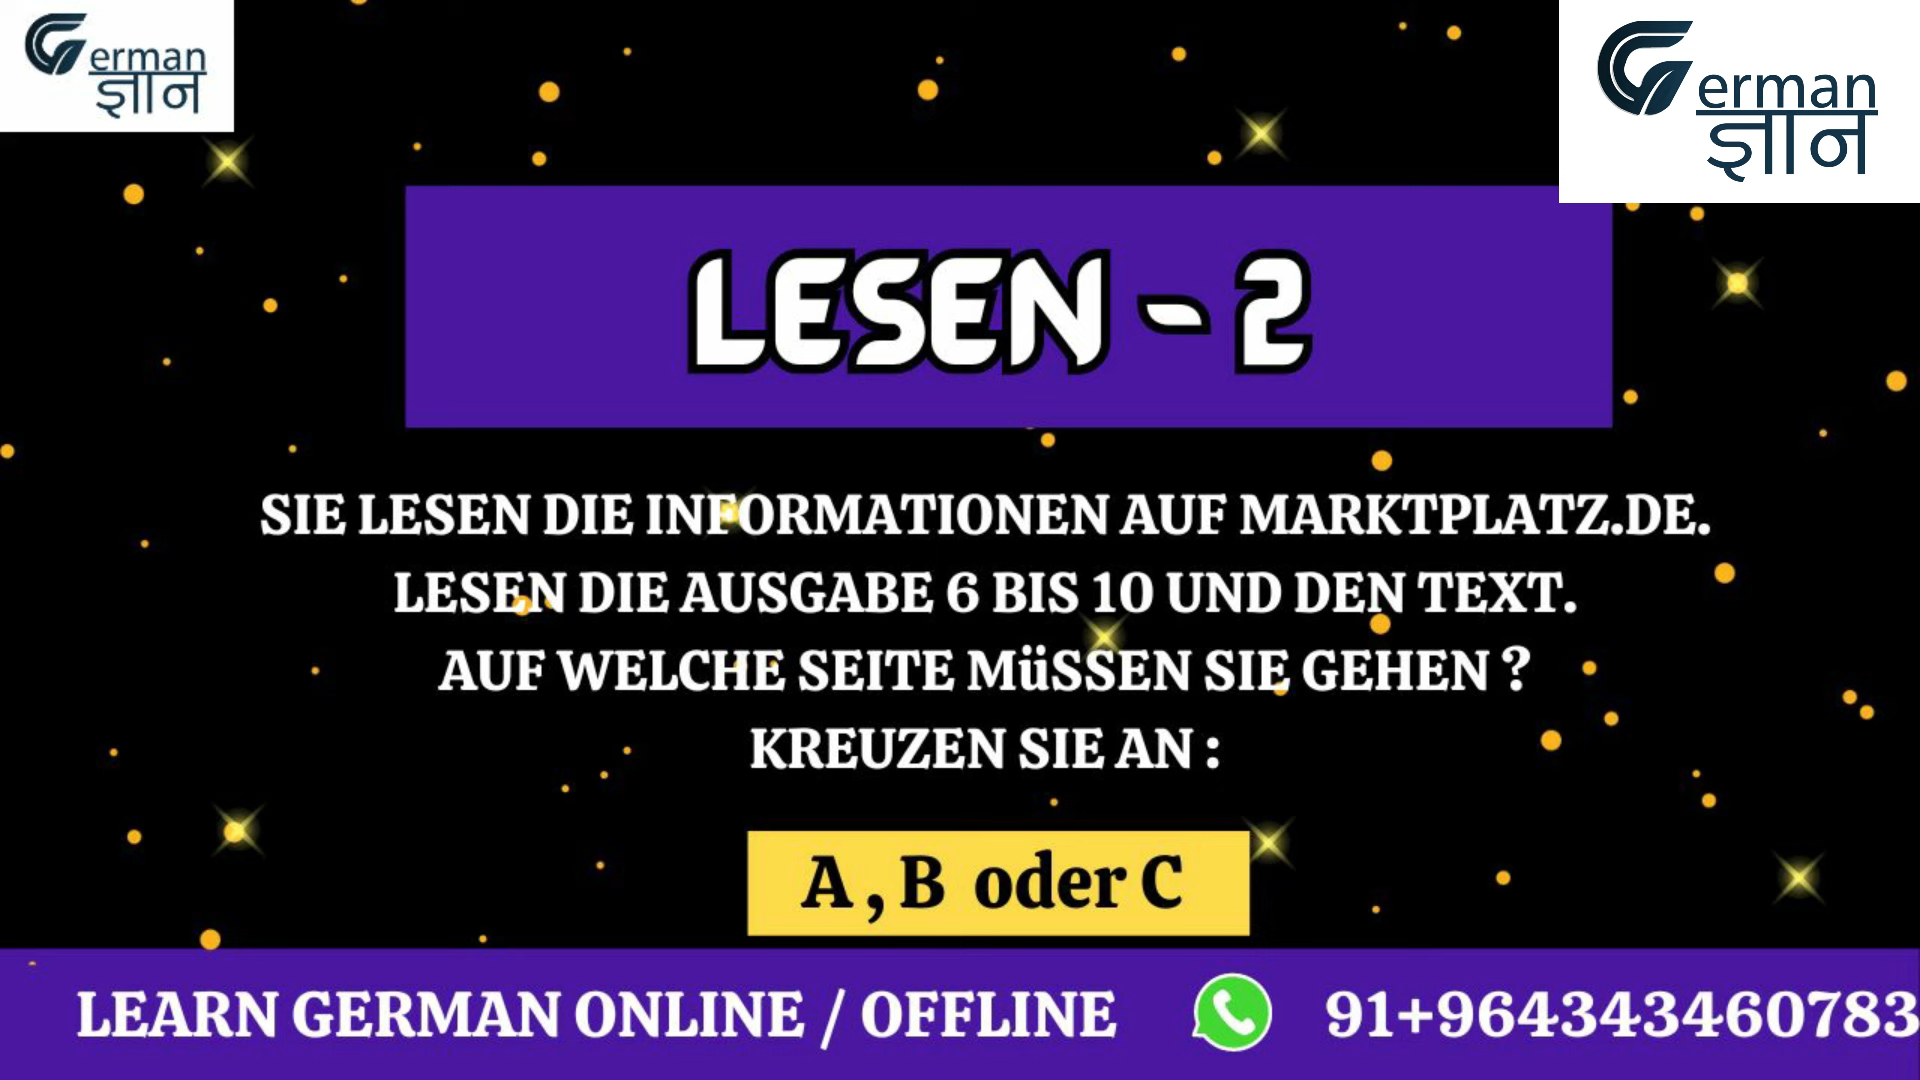 German
ज्ञान
German
ज्ञान
LESEN - 2
SIE LESEN DIE INFORMATIONEN AUF MARKTPLATZ.DE.
LESEN DIE AUSGABE 6 BIS 10 UND DEN TEXT.
AUF WELCHE SEITE MüSSEN SIE GEHEN ?
KREUZEN SIE AN :
A , B oder C
LEARN GERMAN ONLINE / OFFLINE 91+964343460783